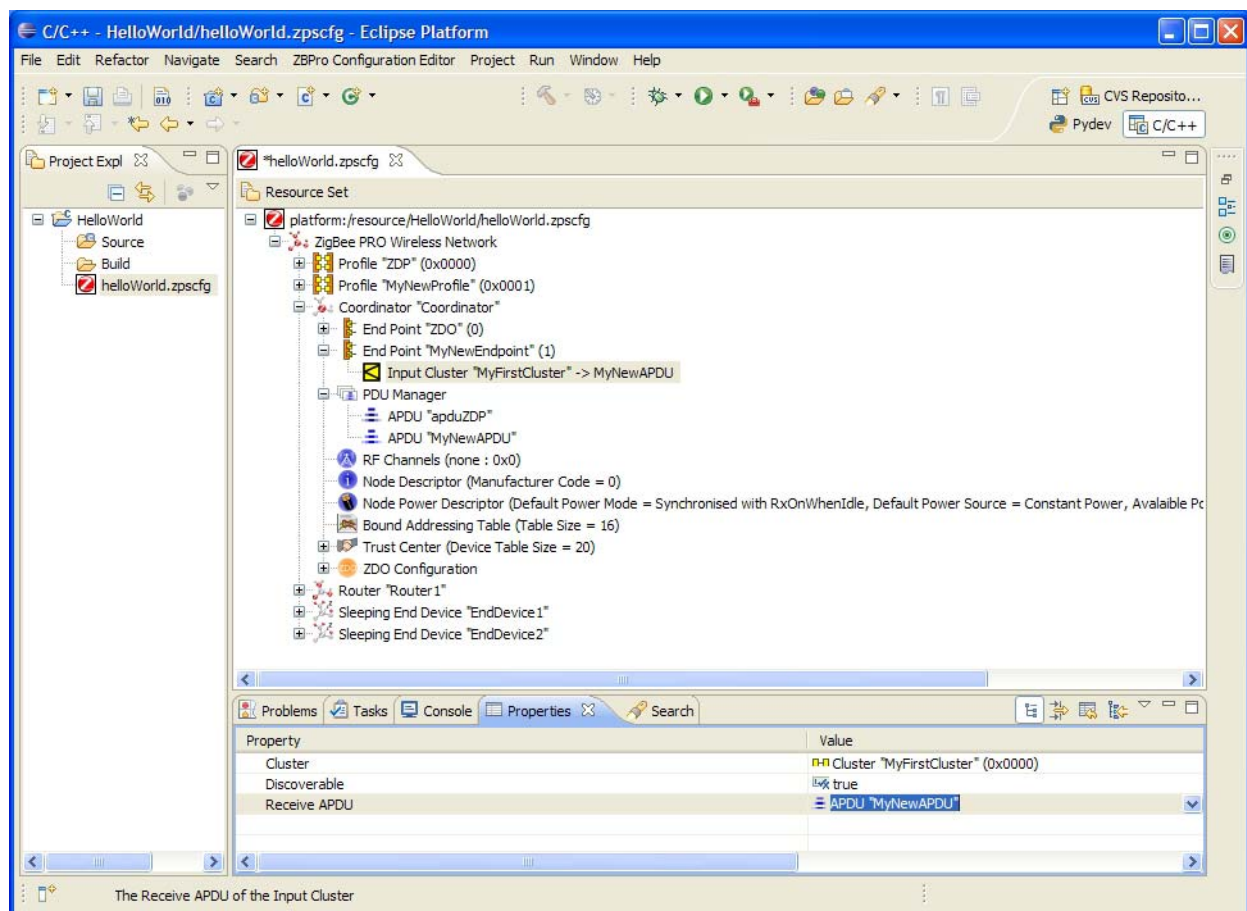 C/C++ - HelloWorld/helloWorld.zpscfg - Eclipse Platform
File Edit Refactor Navigate Search ZBPro Configuration Editor Project Run Window Help
CVS Reposito...
Pydev C/C++
Project Expl
*helloWorld.zpscfg
Resource Set
HelloWorld
Source
Build
helloWorld.zpscfg
platform:/resource/HelloWorld/helloWorld.zpscfg
ZigBee PRO Wireless Network
Profile "ZDP" (0x0000)
Profile "MyNewProfile" (0x0001)
Coordinator "Coordinator"
End Point "ZDO" (0)
End Point "MyNewEndpoint" (1)
Input Cluster "MyFirstCluster" -> MyNewAPDU
PDU Manager
APDU "apduZDP"
APDU "MyNewAPDU"
RF Channels (none : 0x0)
Node Descriptor (Manufacturer Code = 0)
Node Power Descriptor (Default Power Mode = Synchronised with RxOnWhenIdle, Default Power Source = Constant Power, Avalaible Po
Bound Addressing Table (Table Size = 16)
Trust Center (Device Table Size = 20)
ZDO Configuration
Router "Router1"
Sleeping End Device "EndDevice1"
Sleeping End Device "EndDevice2"
Problems Tasks Console Properties Search
Property Value
Cluster Cluster "MyFirstCluster" (0x0000)
Discoverable true
Receive APDU APDU "MyNewAPDU"
The Receive APDU of the Input Cluster